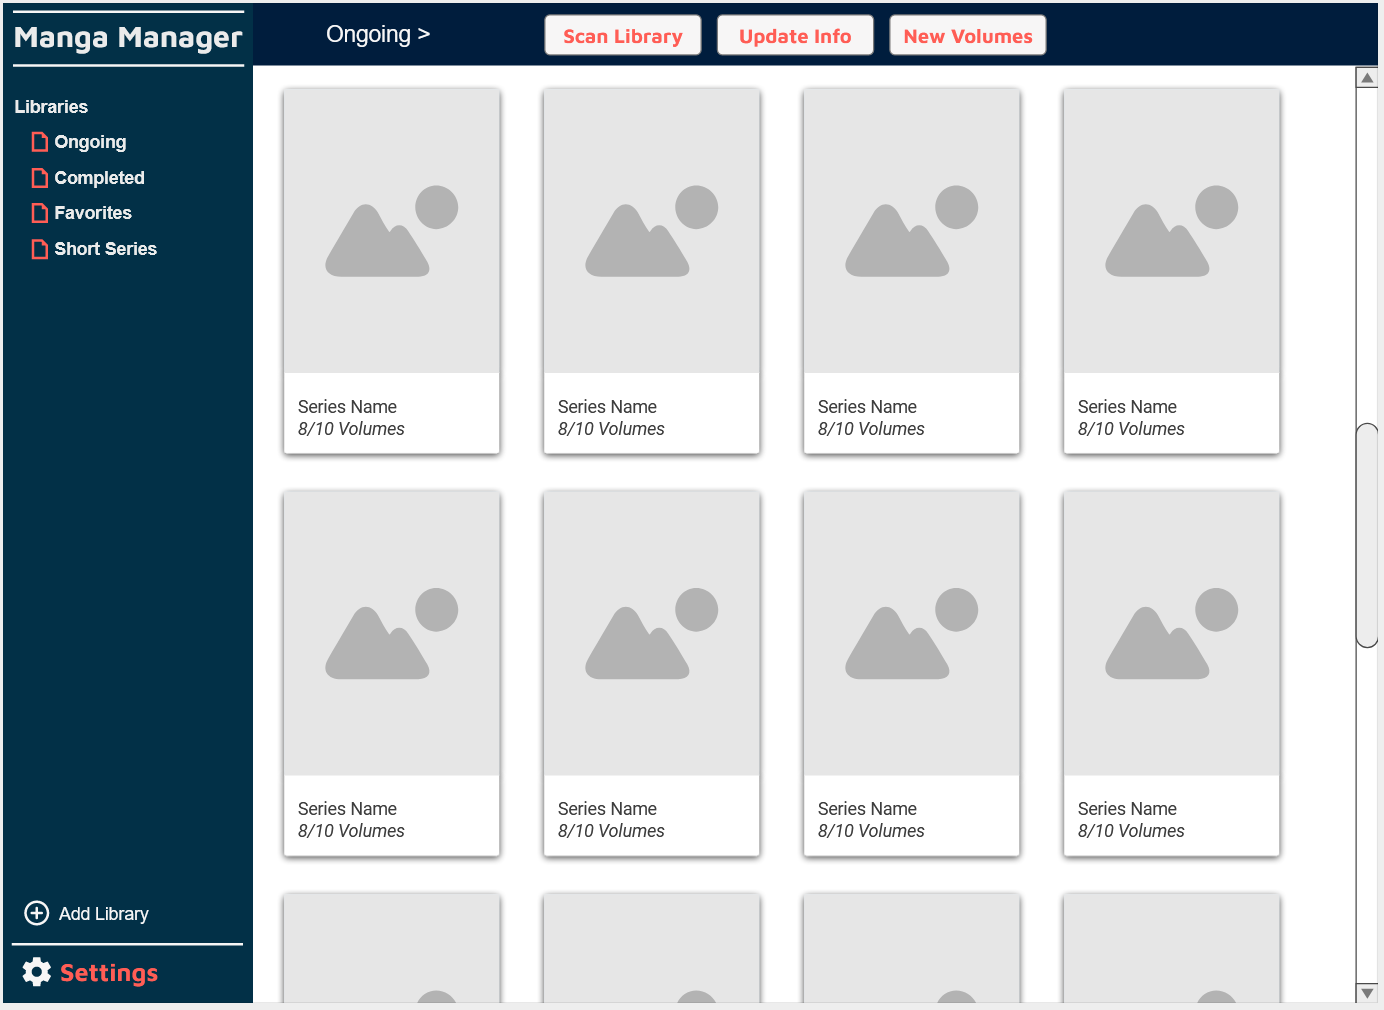 Manga Manager
Ongoing >
Scan Library
Update Info
New Volumes
Libraries
Ongoing
Completed
Favorites
Short Series
Series Name
8/10 Volumes
Series Name
8/10 Volumes
Series Name
8/10 Volumes
Series Name
8/10 Volumes
Series Name
8/10 Volumes
Series Name
8/10 Volumes
Series Name
8/10 Volumes
Series Name
8/10 Volumes
Add Library
Settings